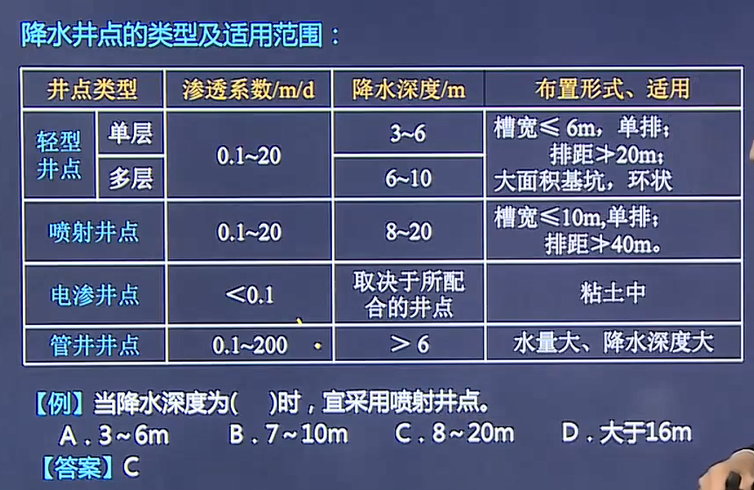 降水井点的类型及适用范围：
井点类型 渗透系数/m/d 降水深度/m 布置形式、适用
轻型井点 单层 0.1~20 3~6 槽宽≤6m，单排；
排距≯20m；
多层 6~10 大面积基坑，环状
喷射井点 0.1~20 8~20 槽宽≤10m,单排；
排距≯40m。
电渗井点 <0.1 取决于所配
合的井点 粘土中
管井井点 0.1~200 >6 水量大、降水深度大
【例】当降水深度为( )时，宜采用喷射井点。
A．3~6m B．7~10m C．8~20m D．大于16m
【答案】C